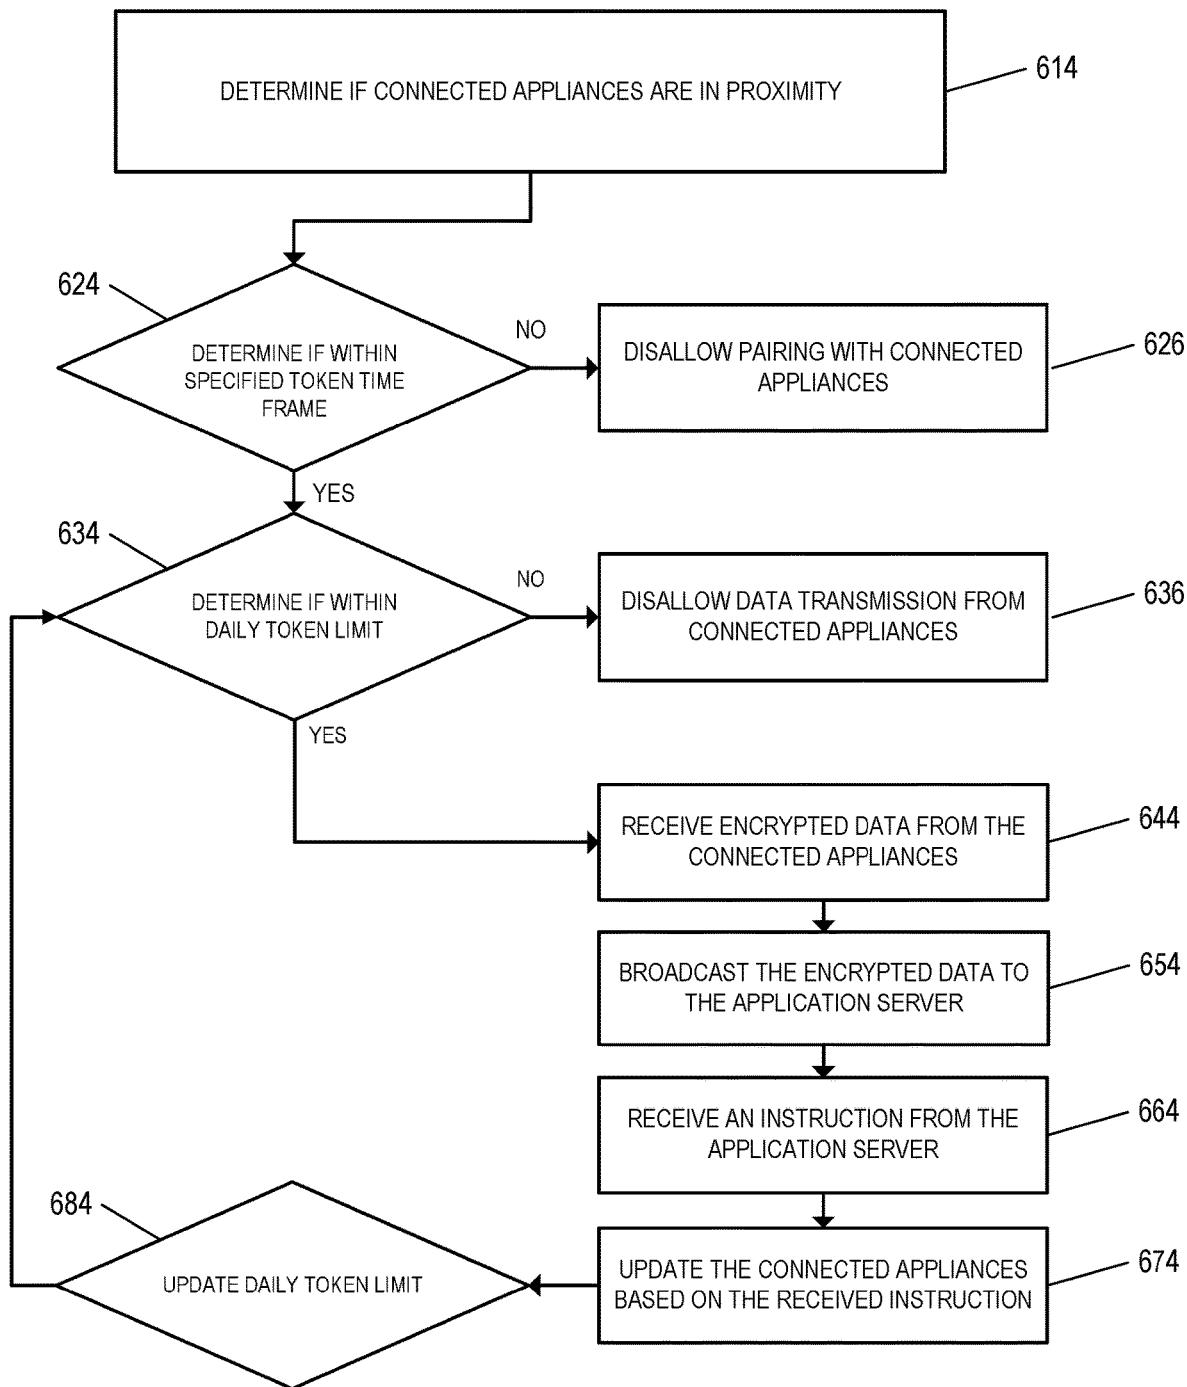 DETERMINE IF CONNECTED APPLIANCES ARE IN PROXIMITY
614
624
DETERMINE IF WITHIN
SPECIFIED TOKEN TIME
FRAME
NO
DISALLOW PAIRING WITH CONNECTED
APPLIANCES
626
YES
634
DETERMINE IF WITHIN
DAILY TOKEN LIMIT
NO
DISALLOW DATA TRANSMISSION FROM
CONNECTED APPLIANCES
636
YES
RECEIVE ENCRYPTED DATA FROM THE
CONNECTED APPLIANCES
644
BROADCAST THE ENCRYPTED DATA TO
THE APPLICATION SERVER
654
RECEIVE AN INSTRUCTION FROM THE
APPLICATION SERVER
664
UPDATE THE CONNECTED APPLIANCES
BASED ON THE RECEIVED INSTRUCTION
674
684
UPDATE DAILY TOKEN LIMIT